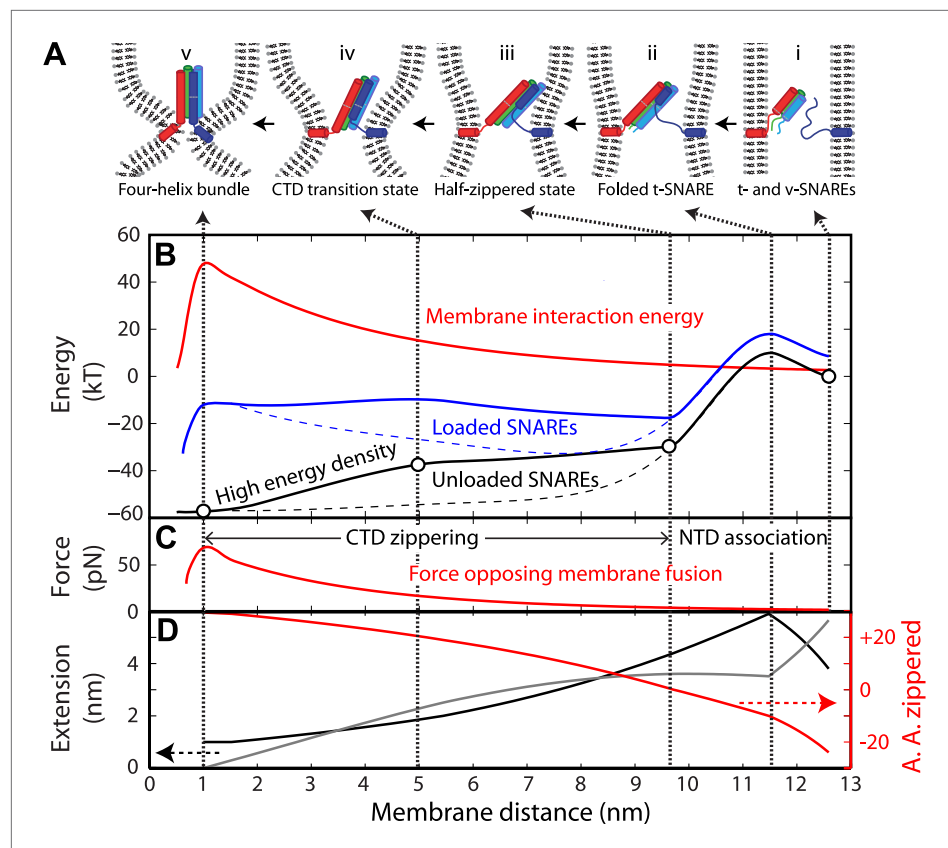 A
v
iv
iii
ii
i
Four-helix bundle
CTD transition state
Half-zippered state
Folded t-SNARE
t- and v-SNAREs
B
60
40
20
0
−20
−40
−60
Energy
(kT)
Membrane interaction energy
Loaded SNAREs
High energy density
Unloaded SNAREs
C
50
0
Force
(pN)
CTD zippering
NTD association
Force opposing membrane fusion
D
4
2
0
Extension
(nm)
+20
0
-20
A. A. zippered
0 1 2 3 4 5 6 7 8 9 10 11 12 13
Membrane distance (nm)